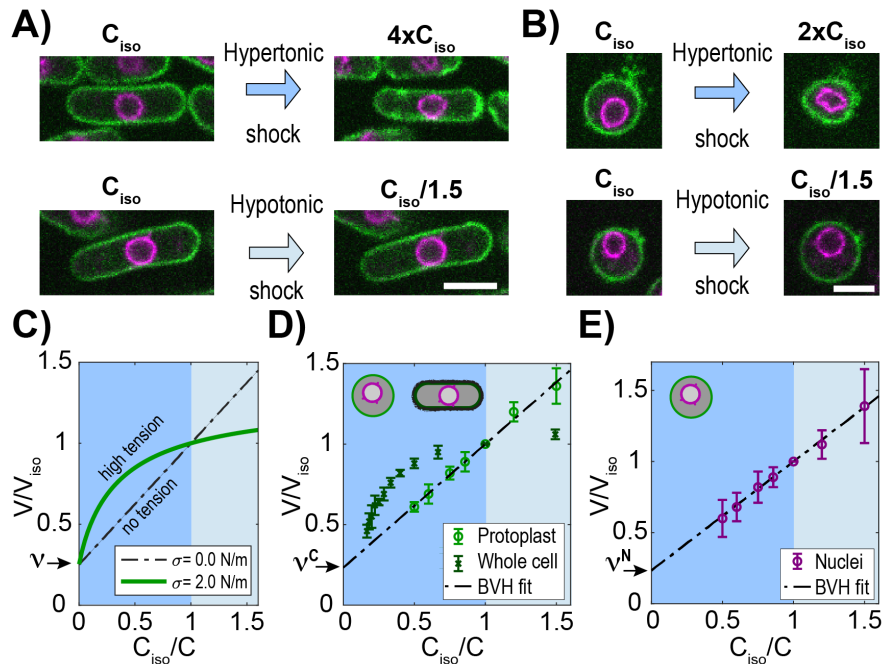 A)
C_iso
Hypertonic
shock
4xC_iso
C_iso
Hypotonic
shock
C_iso/1.5
B)
C_iso
Hypertonic
shock
2xC_iso
C_iso
Hypotonic
shock
C_iso/1.5
C)
V/V_iso
1.5
1
0.5
0
ν
high tension
no tension
σ= 0.0 N/m
σ= 2.0 N/m
0 0.5 1 1.5
C_iso/C
D)
V/V_iso
1.5
1
0.5
0
ν^C
Protoplast
Whole cell
BVH fit
0 0.5 1 1.5
C_iso/C
E)
V/V_iso
1.5
1
0.5
0
ν^N
Nuclei
BVH fit
0 0.5 1 1.5
C_iso/C